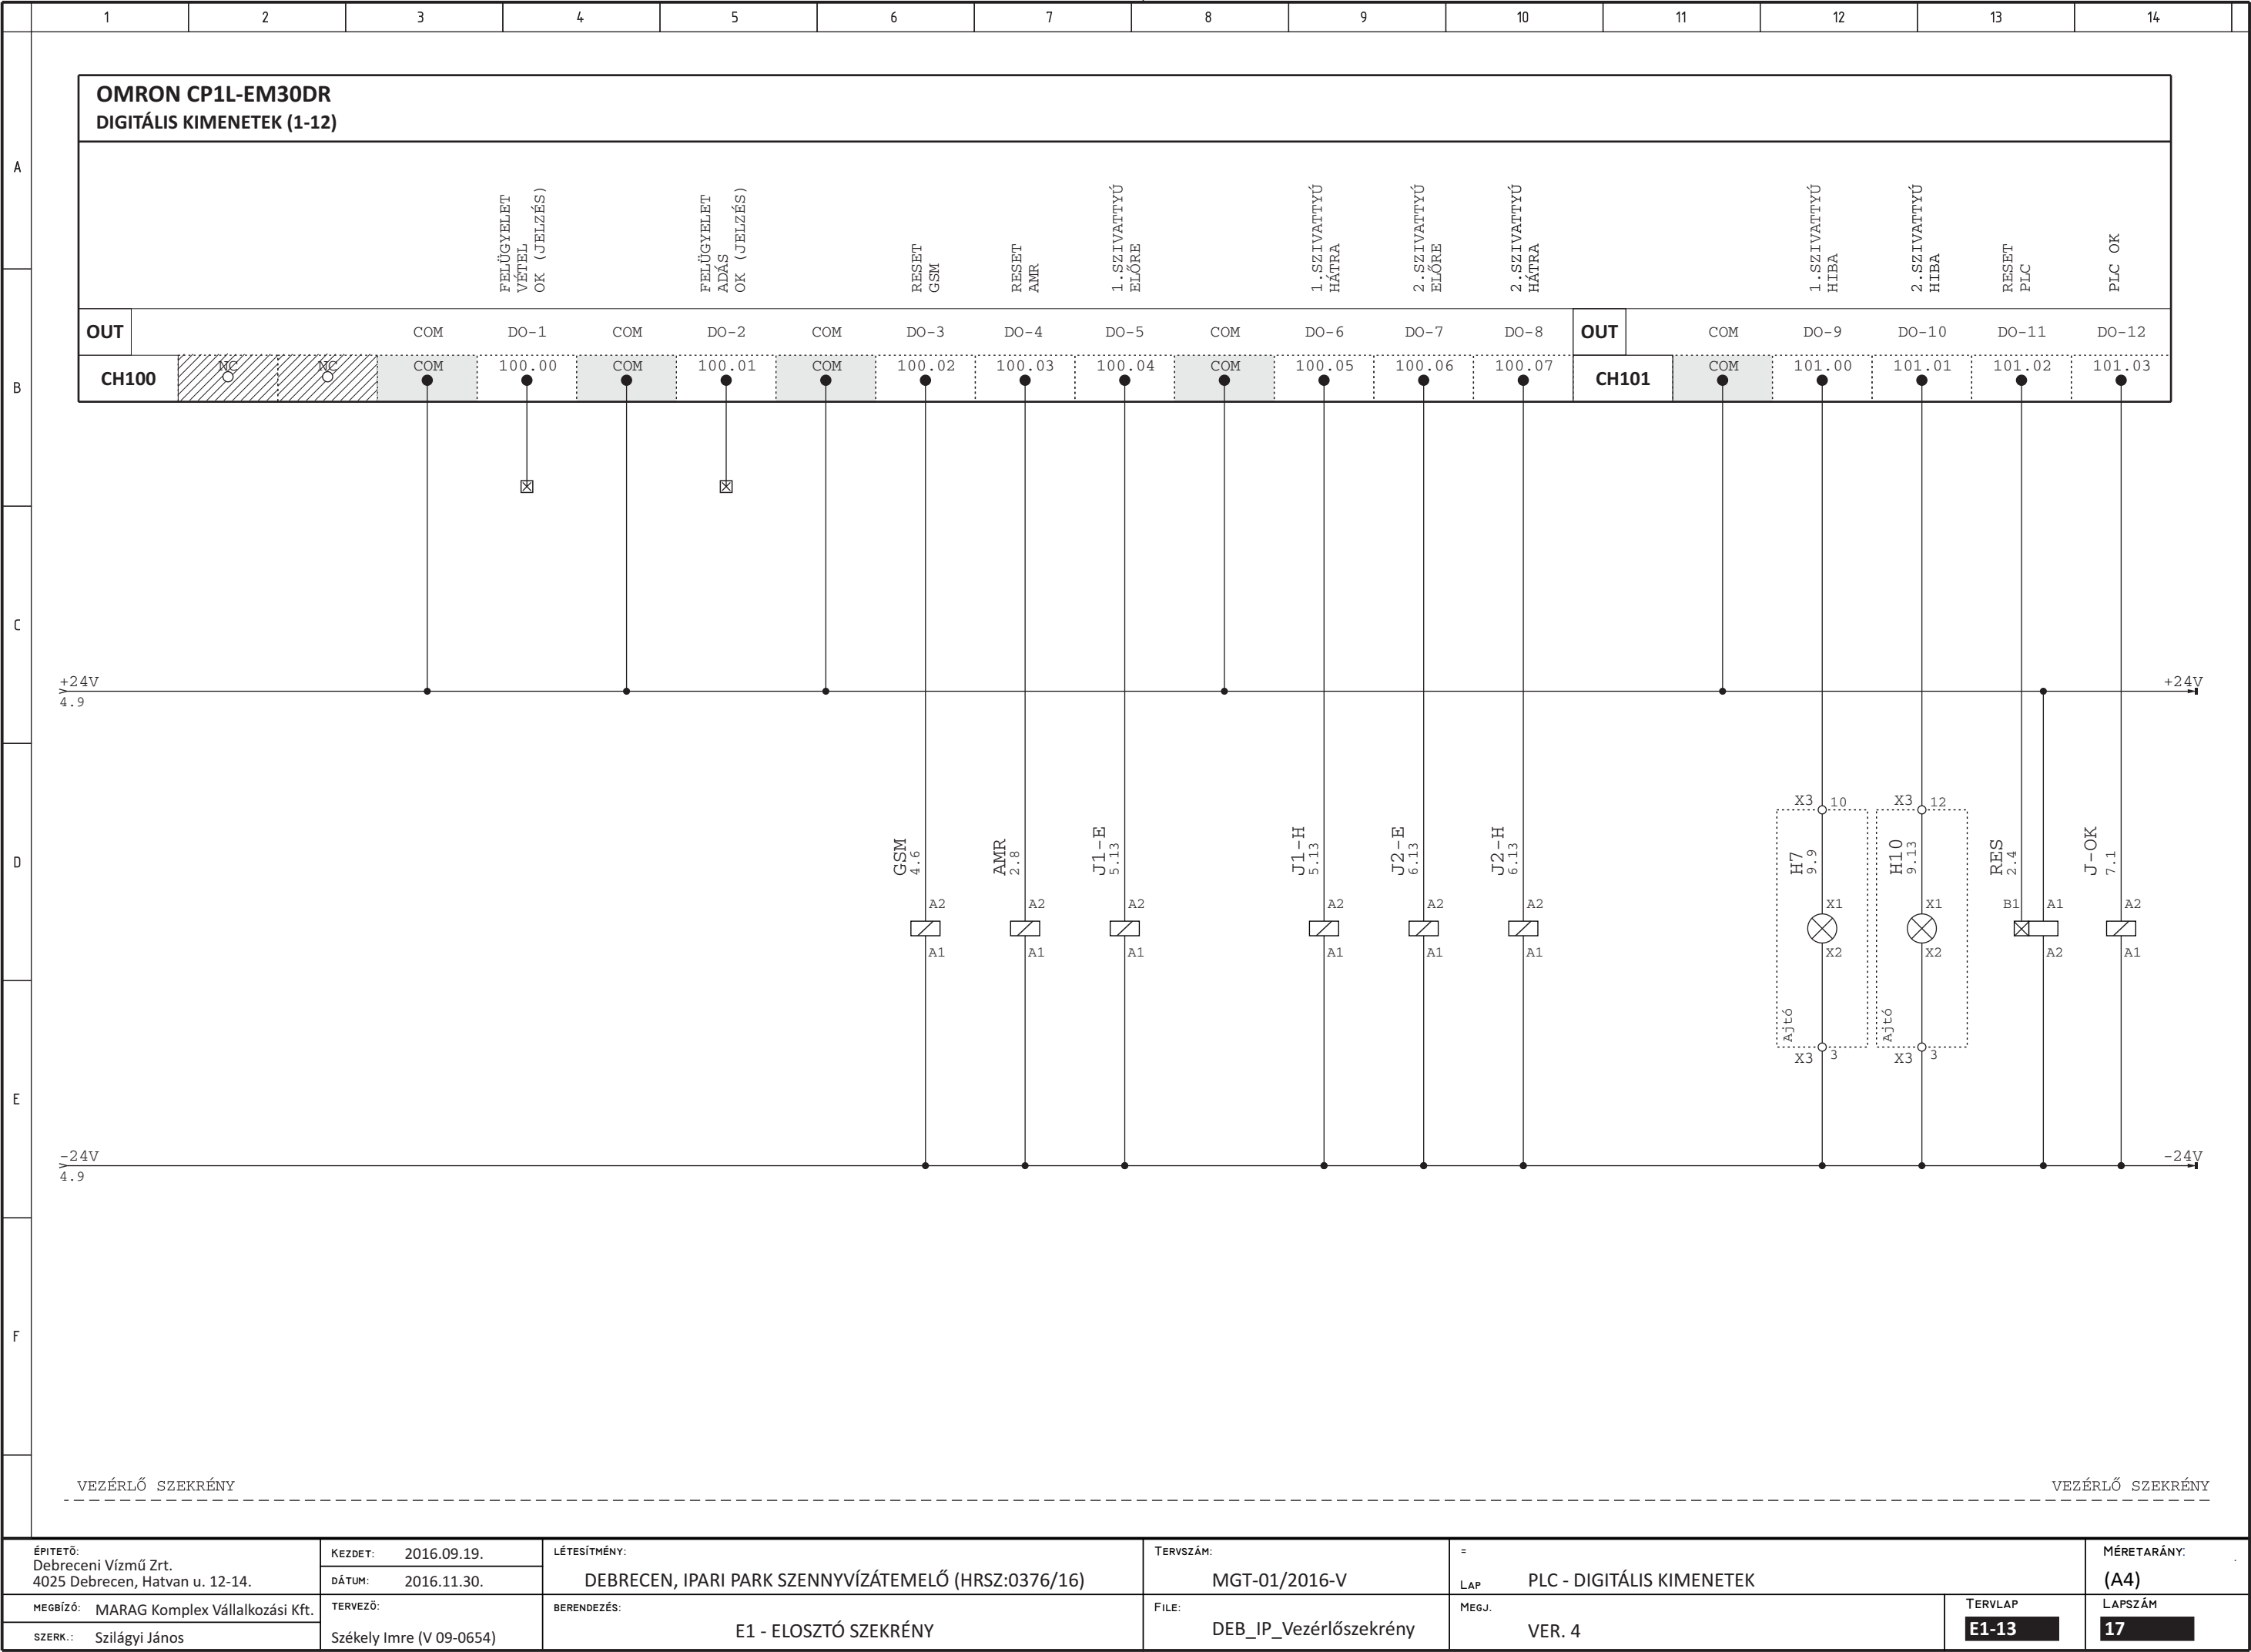 1 2 3 4 5 6 7 8 9 10 11 12 13 14
OMRON CP1L-EM30DR
DIGITÁLIS KIMENETEK (1-12)
A
B
C
D
E
F
FELÜGYELET
VÉTEL
OK (JELZÉS)
FELÜGYELET
ADÁS
OK (JELZÉS)
RESET
GSM
RESET
AMR
1.SZIVATTYÚ
ELŐRE
1.SZIVATTYÚ
HÁTRA
2.SZIVATTYÚ
ELŐRE
2.SZIVATTYÚ
HÁTRA
1.SZIVATTYÚ
HIBA
2.SZIVATTYÚ
HIBA
RESET
PLC
PLC OK
OUT COM DO-1 COM DO-2 COM DO-3 DO-4 DO-5 COM DO-6 DO-7 DO-8 OUT COM DO-9 DO-10 DO-11 DO-12
CH100 NC NC COM 100.00 COM 100.01 COM 100.02 100.03 100.04 COM 100.05 100.06 100.07 CH101 COM 101.00 101.01 101.02 101.03
+24V
4.9
+24V
X3 10
X3 12
GSM
4.6
AMR
2.8
J1-E
5.13
J1-H
5.13
J2-E
6.13
J2-H
6.13
H7
9.9
H10
9.13
RES
2.4
J-OK
7.1
A2 A2 A2 A2 A2 A2 X1 X1 B1 A1 A2
A1 A1 A1 A1 A1 A1 X2 X2 A2 A1
Ajtó
Ajtó
X3 3
X3 3
-24V
4.9
-24V
VEZÉRLŐ SZEKRÉNY
VEZÉRLŐ SZEKRÉNY
ÉPITETŐ:
Debreceni Vízmű Zrt.
4025 Debrecen, Hatvan u. 12-14.
MEGBÍZÓ: MARAG Komplex Vállalkozási Kft.
SZERK.: Szilágyi János
KEZDET: 2016.09.19.
DÁTUM: 2016.11.30.
TERVEZŐ:
Székely Imre (V 09-0654)
LÉTESÍTMÉNY:
DEBRECEN, IPARI PARK SZENNYVÍZÁTEMELŐ (HRSZ:0376/16)
BERENDEZÉS:
E1 - ELOSZTÓ SZEKRÉNY
TERVSZÁM:
MGT-01/2016-V
FILE:
DEB_IP_Vezérlőszekrény
=
LAP PLC - DIGITÁLIS KIMENETEK
MEGJ.
VER. 4
TERVLAP
E1-13
MÉRETARÁNY:
(A4)
LAPSZÁM
17